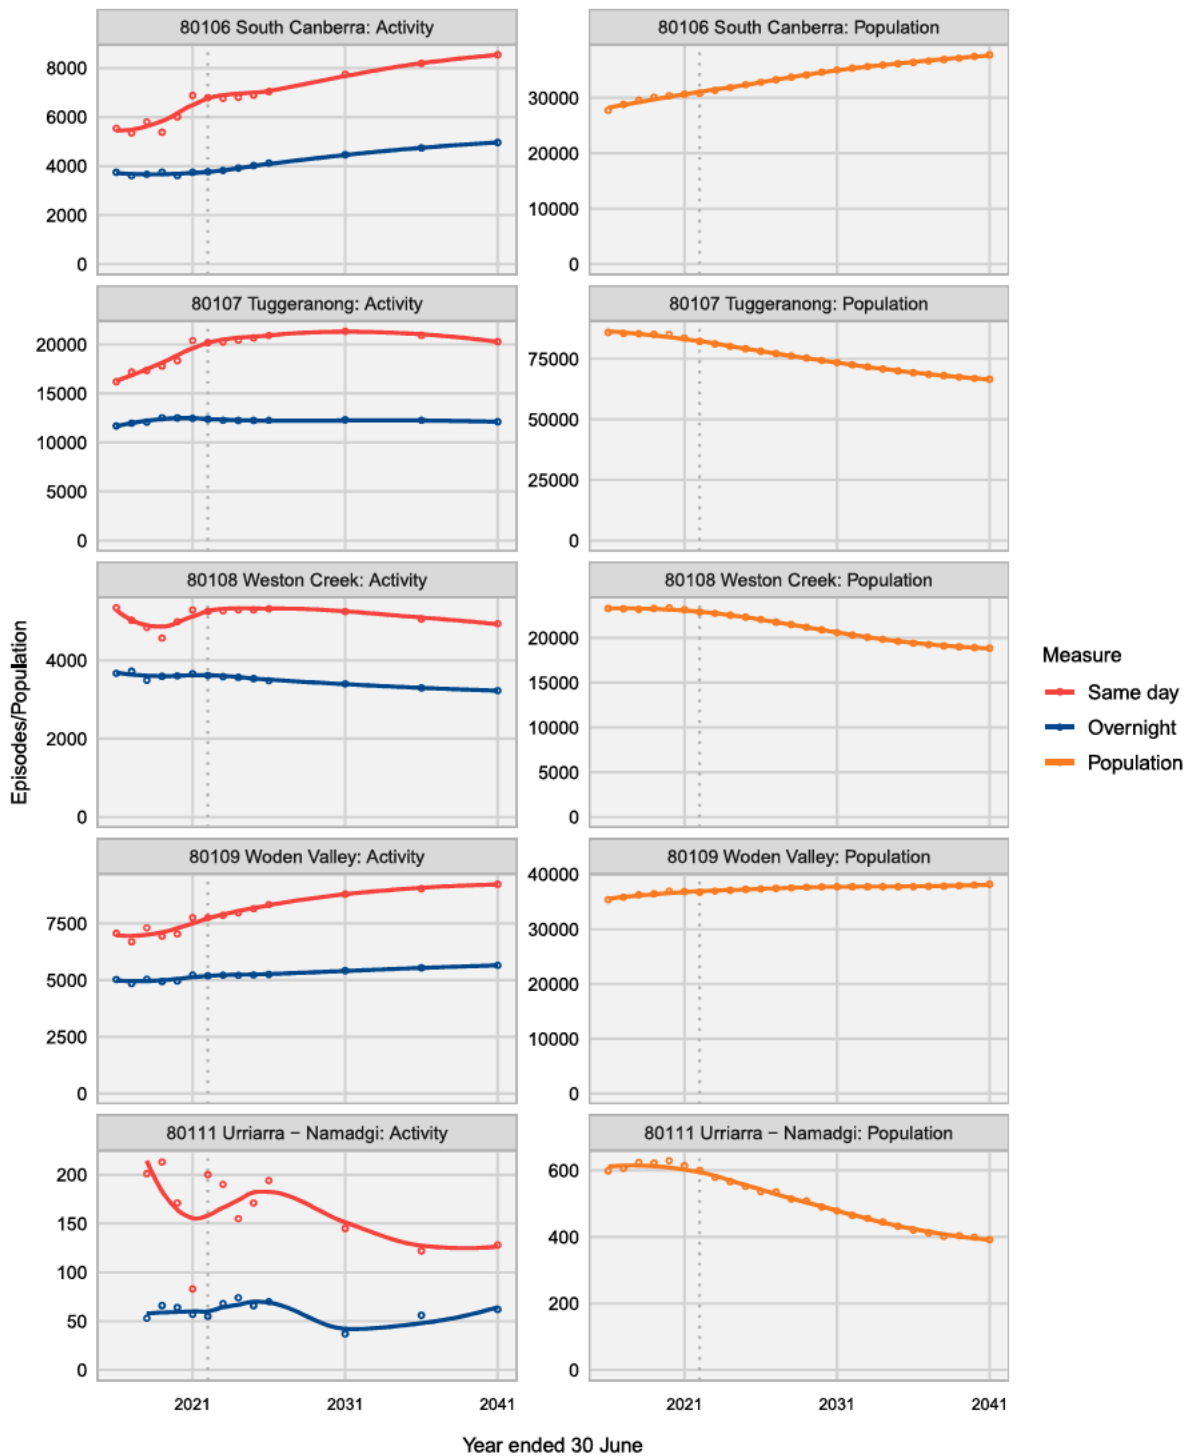 80106 South Canberra: Activity
80106 South Canberra: Population
8000
6000
4000
2000
0
30000
20000
10000
0
80107 Tuggeranong: Activity
80107 Tuggeranong: Population
20000
15000
10000
5000
0
75000
50000
25000
0
80108 Weston Creek: Activity
80108 Weston Creek: Population
4000
2000
0
20000
15000
10000
5000
0
80109 Woden Valley: Activity
80109 Woden Valley: Population
7500
5000
2500
0
40000
30000
20000
10000
0
80111 Urriarra − Namadgi: Activity
80111 Urriarra − Namadgi: Population
200
150
100
50
0
600
400
200
0
2021 2031 2041
2021 2031 2041
Year ended 30 June
Episodes/Population
Measure
Same day
Overnight
Population